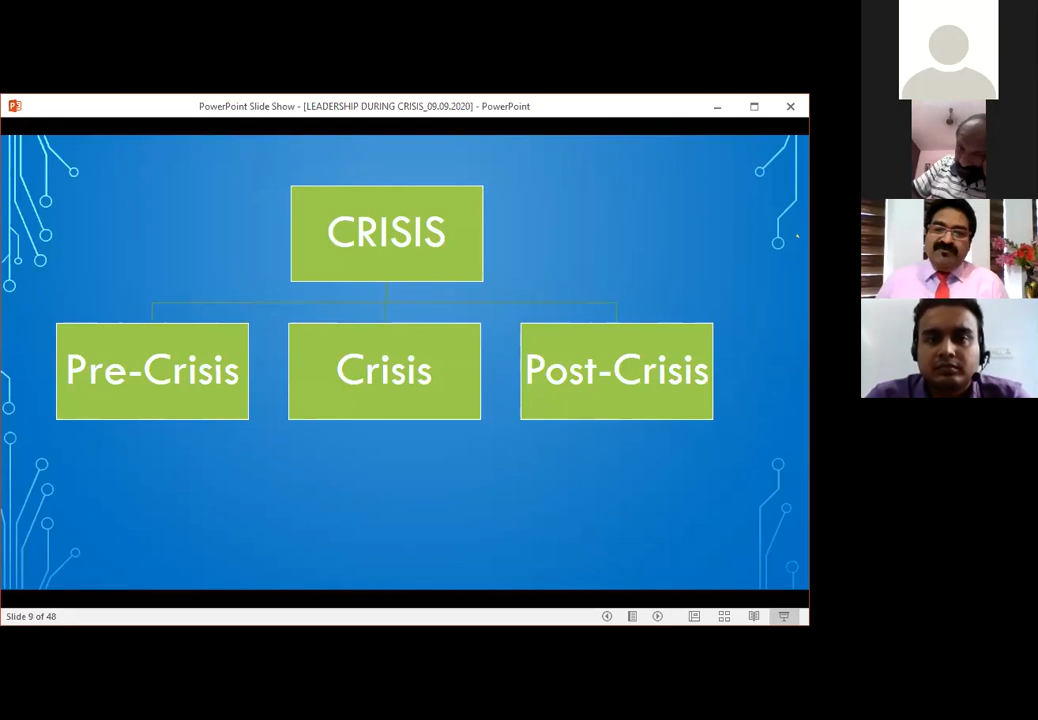 PowerPoint Slide Show - [LEADERSHIP DURING CRISIS_09.09.2020] - PowerPoint
CRISIS
Pre-Crisis
Crisis
Post-Crisis
Slide 9 of 48